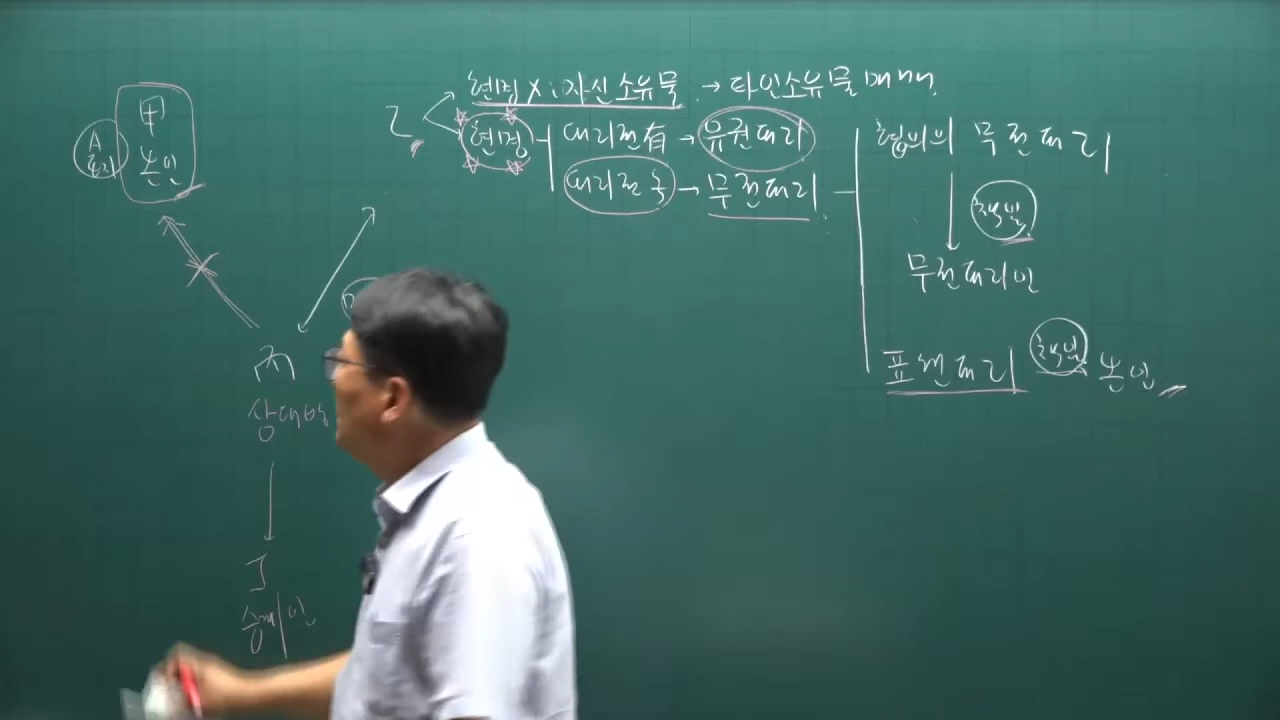 현명 X i 자신소유물 → 타인소유물매매
乙
현명
대리권有 → 유권대리
대리권 무 → 무권대리
협의의 무권대리
책임
무권대리인
표현대리 책임 본인
甲
본인
A
丙
상대방
丁
승계인